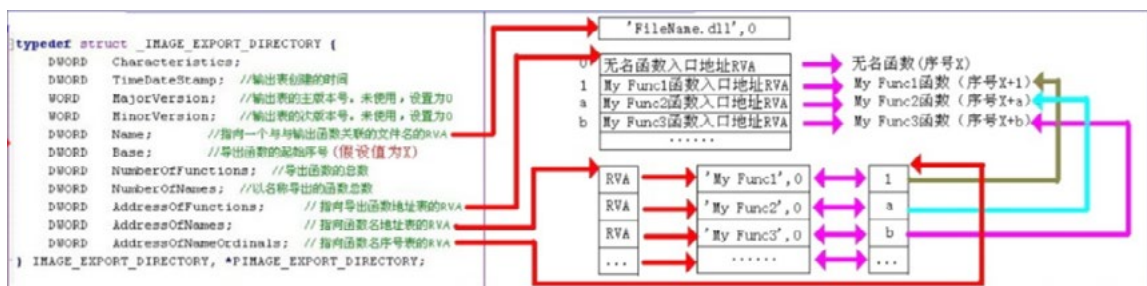 typedef struct _IMAGE_EXPORT_DIRECTORY {
DWORD Characteristics;
DWORD TimeDateStamp; //输出表创建的时间
WORD MajorVersion; //输出表的主版本号。未使用，设置为0
WORD MinorVersion; //输出表的次版本号。未使用，设置为0
DWORD Name; //指向一个与与输出函数关联的文件名的RVA
DWORD Base; //导出函数的起始序号(假设值为X)
DWORD NumberOfFunctions; //导出函数的总数
DWORD NumberOfNames; //以名称导出的函数总数
DWORD AddressOfFunctions; //指向导出函数地址表的RVA
DWORD AddressOfNames; //指向函数名地址表的RVA
DWORD AddressOfNameOrdinals; //指向函数名序号表的RVA
} IMAGE_EXPORT_DIRECTORY, *PIMAGE_EXPORT_DIRECTORY;
'FileName.dll',0
0 无名函数入口地址RVA 无名函数(序号X)
1 My Func1函数入口地址RVA My Func1函数 (序号X+1)
a My Func2函数入口地址RVA My Func2函数 (序号X+a)
b My Func3函数入口地址RVA My Func3函数 (序号X+b)
......
RVA 'My Func1',0 1
RVA 'My Func2',0 a
RVA 'My Func3',0 b
... ...... ...